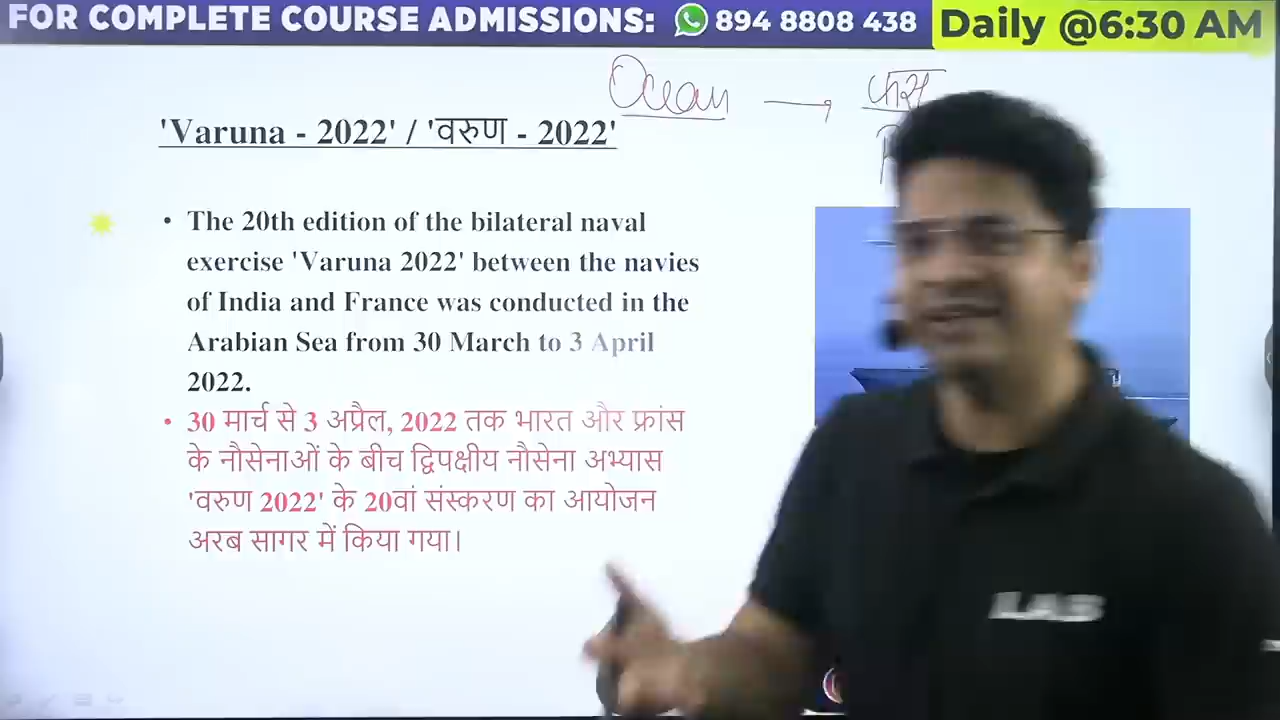 FOR COMPLETE COURSE ADMISSIONS: 894 8808 438 Daily @6:30 AM
Ocean →
'Varuna - 2022' / 'वरुण - 2022'
• The 20th edition of the bilateral naval
exercise 'Varuna 2022' between the navies
of India and France was conducted in the
Arabian Sea from 30 March to 3 April
2022.
• 30 मार्च से 3 अप्रैल, 2022 तक भारत और फ्रांस
के नौसेनाओं के बीच द्विपक्षीय नौसेना अभ्यास
'वरुण 2022' के 20वां संस्करण का आयोजन
अरब सागर में किया गया।